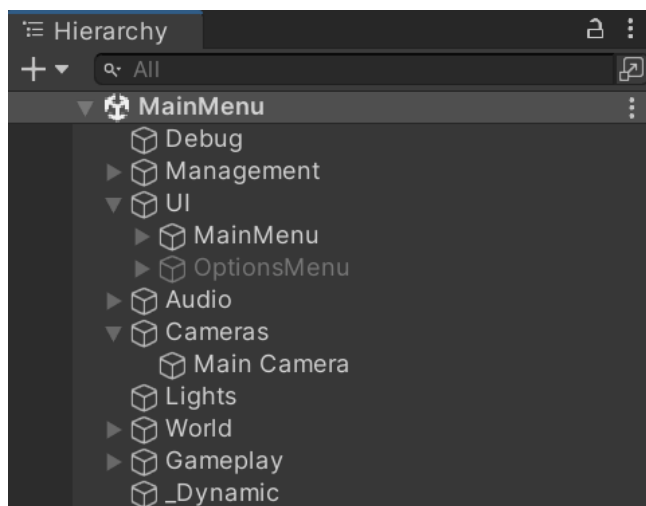 Hierarchy
All
MainMenu
Debug
Management
UI
MainMenu
OptionsMenu
Audio
Cameras
Main Camera
Lights
World
Gameplay
_Dynamic